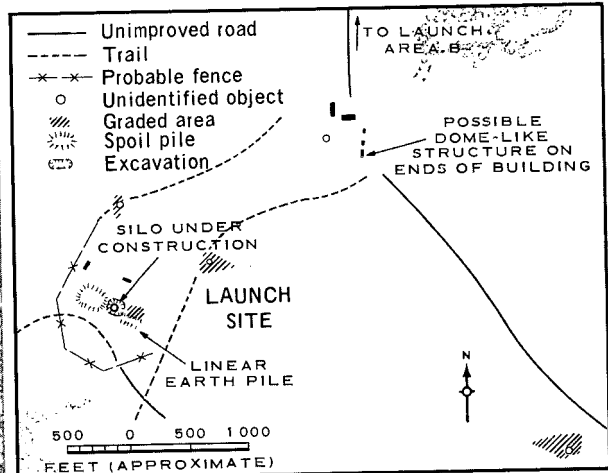 Unimproved road
Trail
Probable fence
Unidentified object
Graded area
Spoil pile
Excavation
TO LAUNCH
AREA B
POSSIBLE
DOME-LIKE
STRUCTURE ON
ENDS OF BUILDING
SILO UNDER
CONSTRUCTION
LAUNCH
SITE
LINEAR
EARTH PILE
N
500 0 500 1000
FEET (APPROXIMATE)